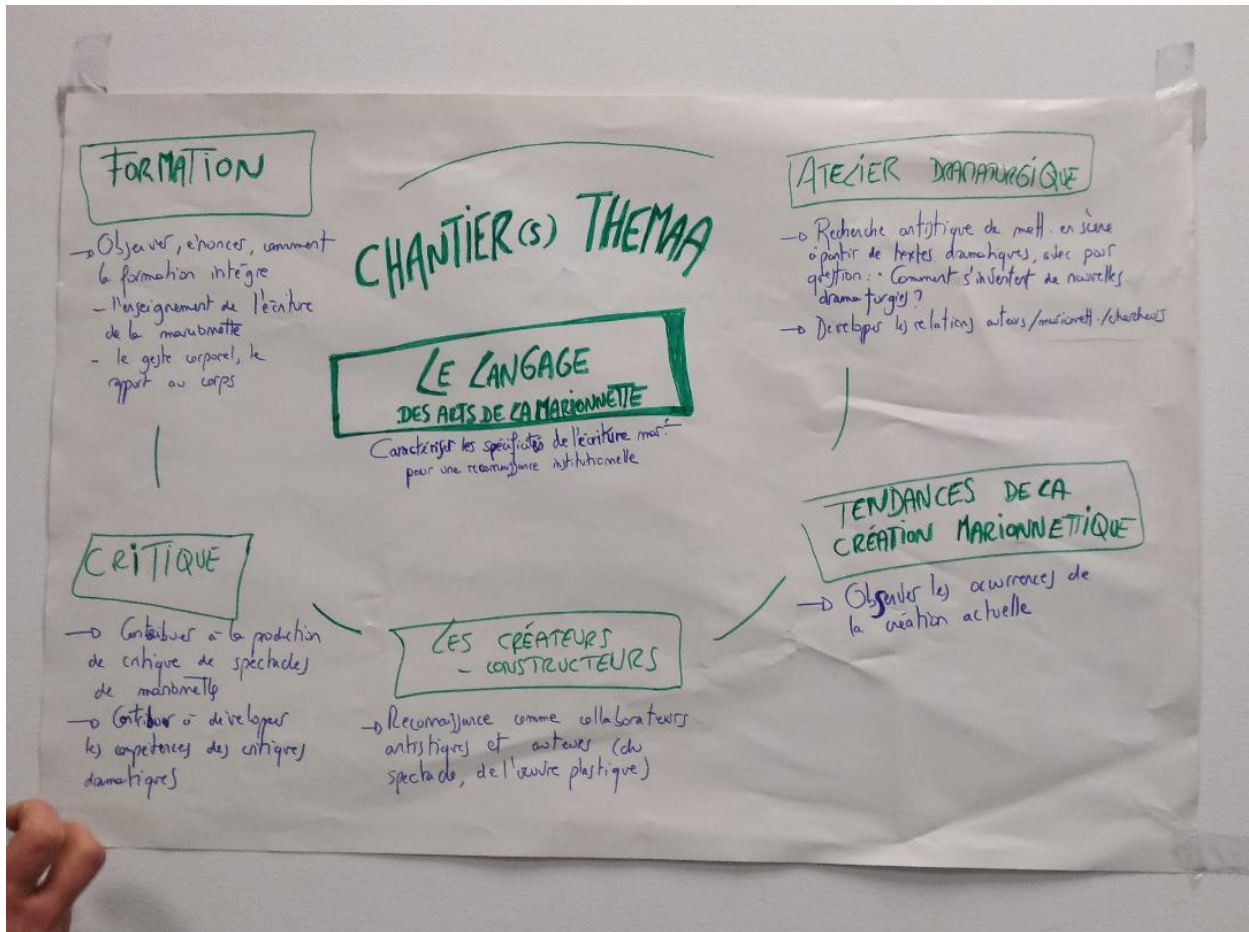 CHANTIER(S) THEMAA
LE LANGAGE
DES ARTS DE LA MARIONNETTE
Caractériser les spécificités de l'écriture mar.
pour une reconnaissance institutionnelle
FORMATION
→ Observer, énoncer, comment
la formation intègre
- l'enseignement de l'écriture
de la marionnette
- le geste corporel, le
rapport au corps
CRITIQUE
→ Contribuer à la production
de critique de spectacles
de marionnette
→ Contribuer à développer
les compétences des critiques
dramatiques
LES CRÉATEURS
- CONSTRUCTEURS
→ Reconnaissance comme collaborateurs
artistiques et auteurs (du
spectacle, de l'œuvre plastique)
TENDANCES DE LA
CRÉATION MARIONNETTIQUE
→ Observer les occurrences de
la création actuelle
ATELIER DRAMATURGIQUE
→ Recherche artistique de mett. en scène
à partir de textes dramatiques, avec pour
question : Comment s'inventent de nouvelles
dramaturgies ?
→ Développer les relations auteurs/marionett./chercheurs